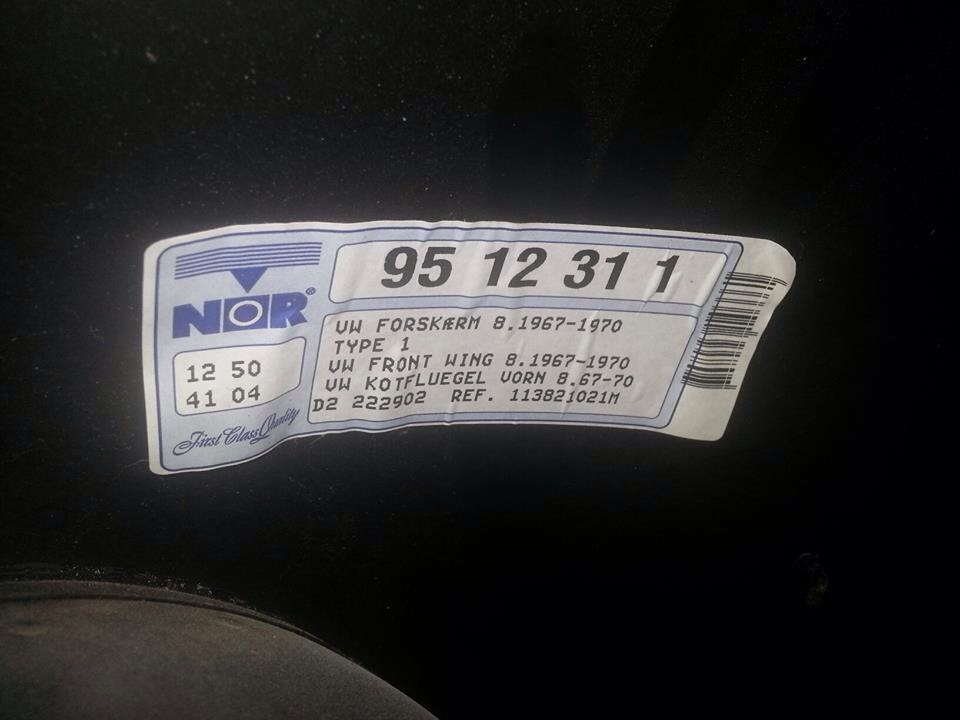 NOR®
95 12 31 1
12 50
41 04
First Class Quality
VW FORSKÆRM 8.1967-1970
TYPE 1
VW FRONT WING 8.1967-1970
VW KOTFLUEGEL VORN 8.67-70
D2 222902 REF. 113821021M